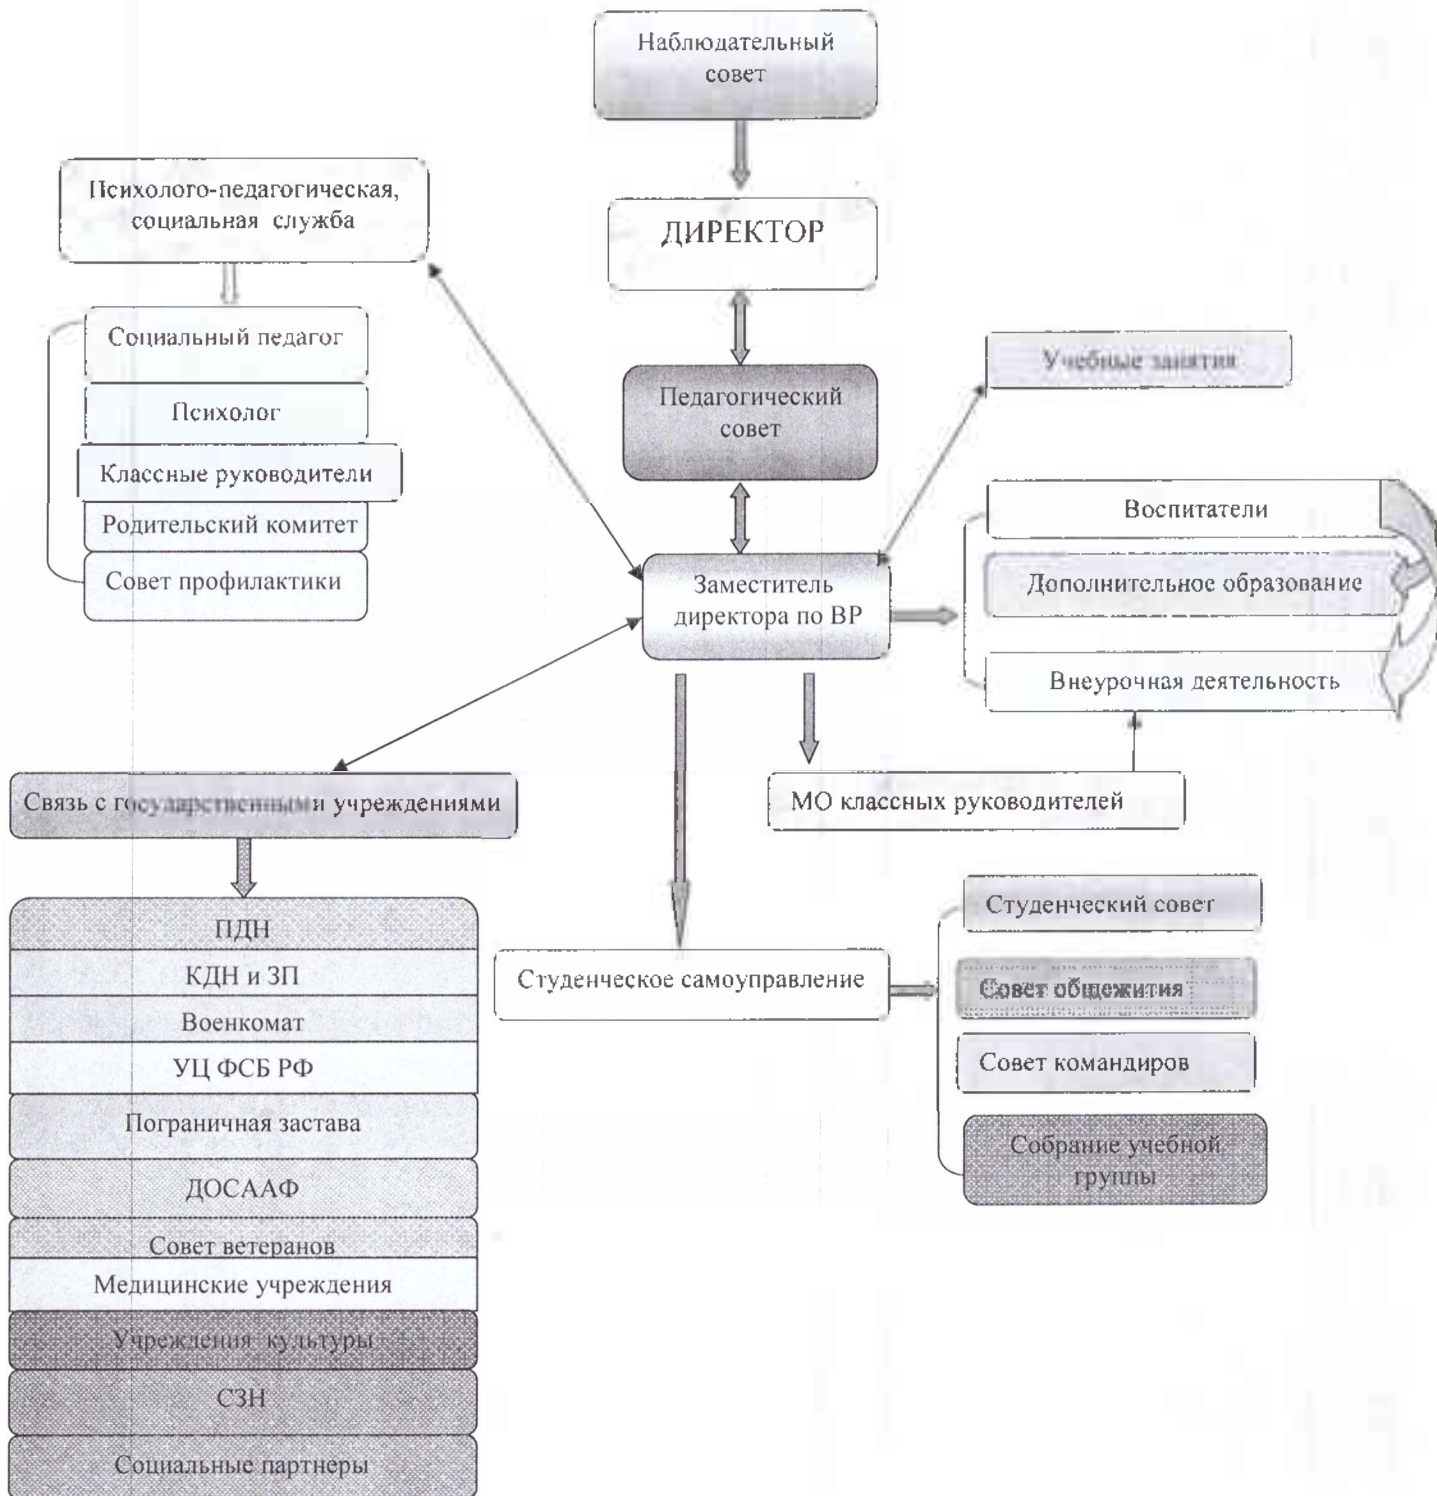 Наблюдательный
совет
Психолого-педагогическая,
социальная служба
ДИРЕКТОР
Социальный педагог
Психолог
Классные руководители
Родительский комитет
Совет профилактики
Педагогический
совет
Учебные занятия
Заместитель
директора по ВР
Воспитатели
Дополнительное образование
Внеурочная деятельность
Связь с государственными учреждениями
МО классных руководителей
ПДН
КДН и ЗП
Военкомат
УЦ ФСБ РФ
Пограничная застава
ДОСААФ
Совет ветеранов
Медицинские учреждения
Учреждения культуры
СЗН
Социальные партнеры
Студенческое самоуправление
Студенческий совет
Совет общежития
Совет командиров
Собрание учебной
группы